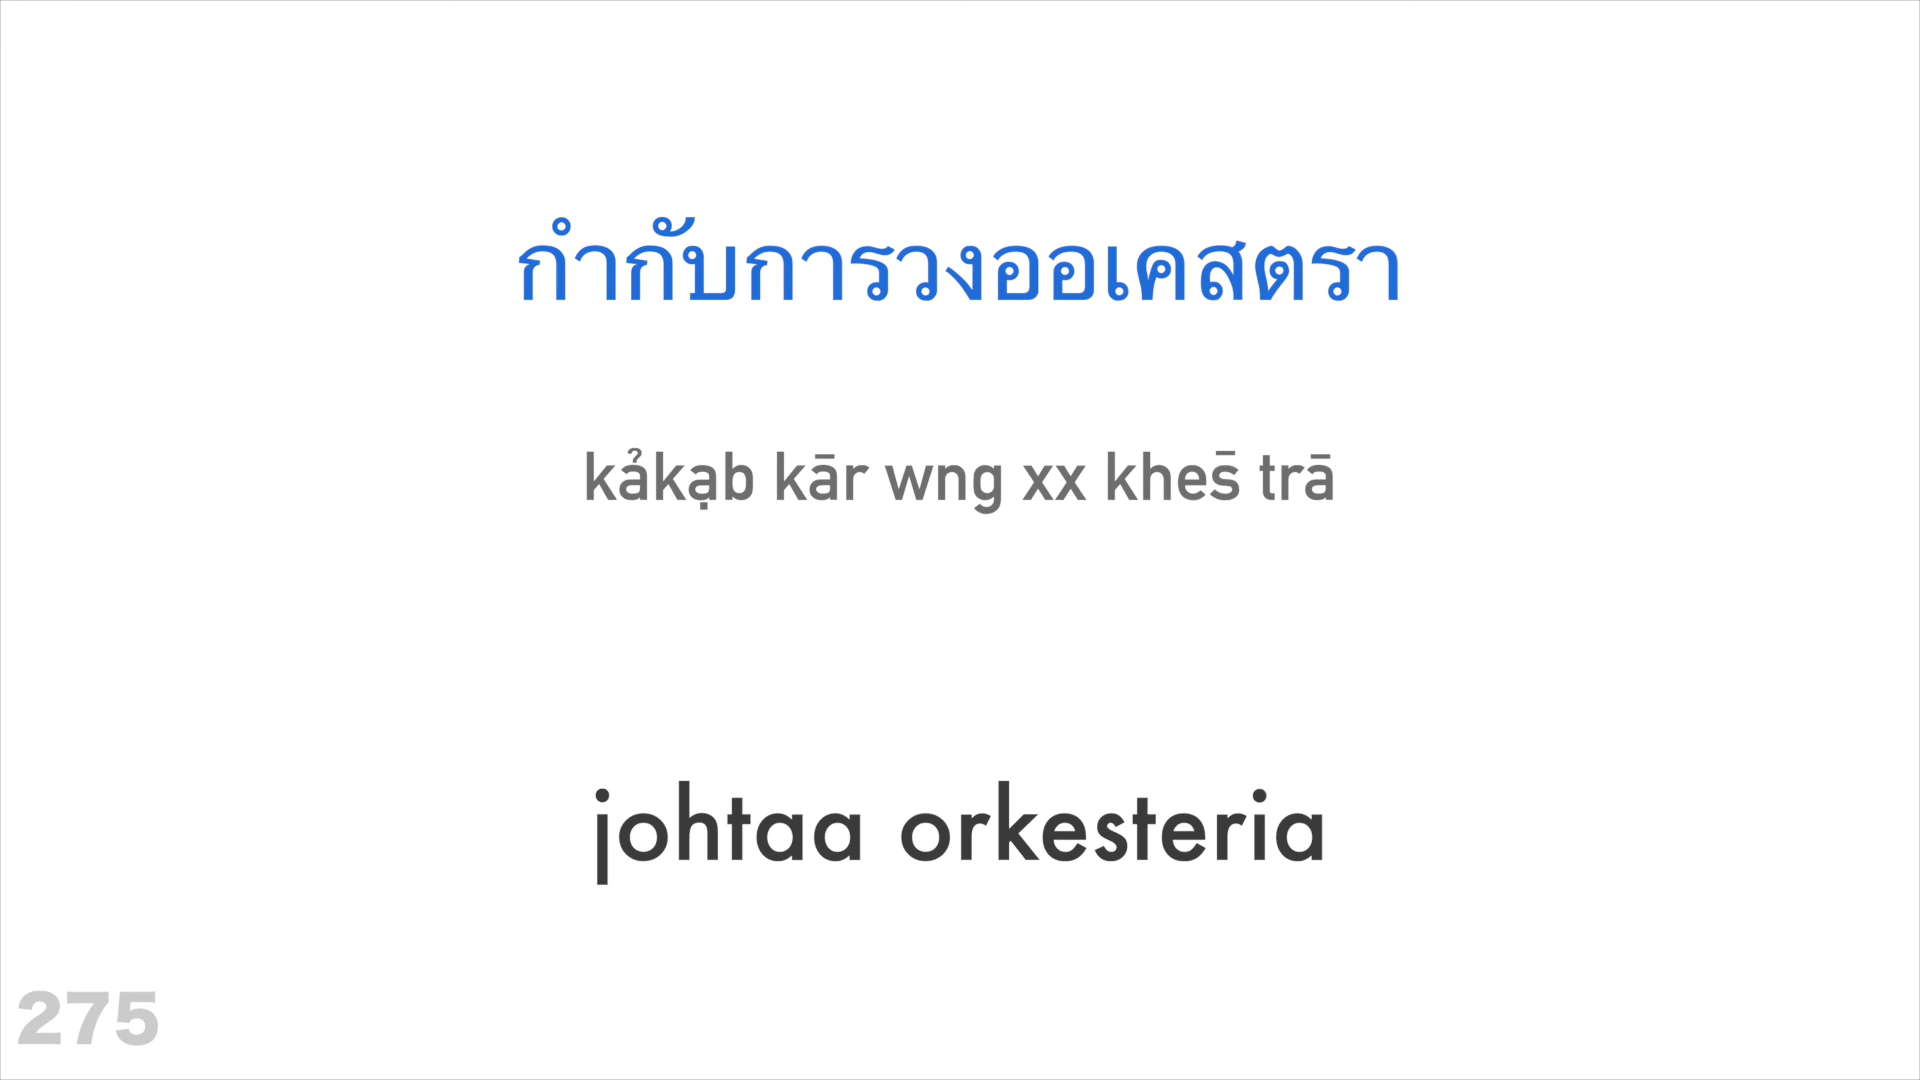 กำกับการวงออเคสตรา
kảkạb kār wng xx khes̄ trā
johtaa orkesteria
275